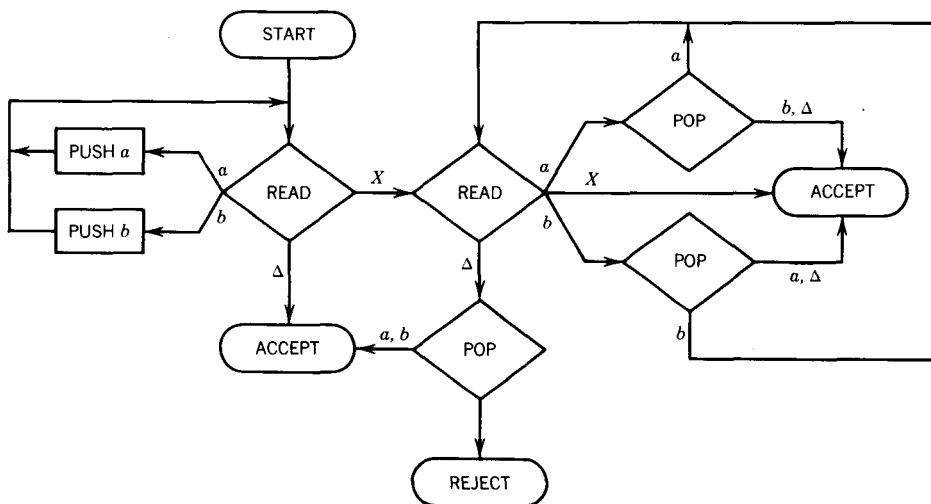 START
a
POP
b, Δ
PUSH a
a
READ
X
READ
a
X
ACCEPT
PUSH b
b
b
POP
a, Δ
Δ
Δ
b
ACCEPT
a, b
POP
REJECT